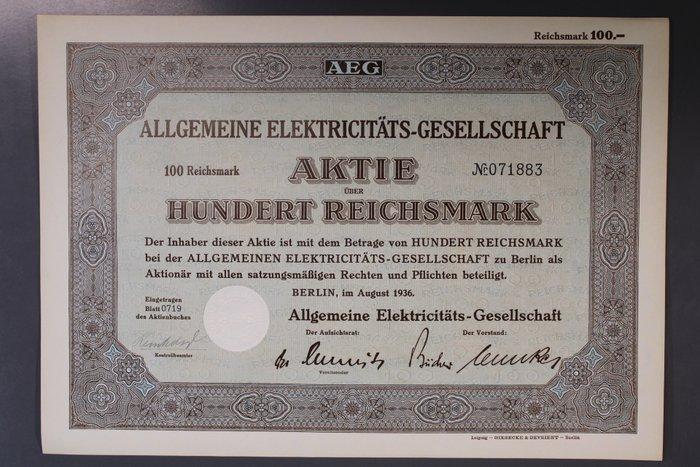 Reichsmark 100.—
AEG
ALLGEMEINE ELEKTRICITÄTS-GESELLSCHAFT
100 Reichsmark
AKTIE
№ 071883
ÜBER
HUNDERT REICHSMARK
Der Inhaber dieser Aktie ist mit dem Betrage von HUNDERT REICHSMARK
bei der ALLGEMEINEN ELEKTRICITÄTS-GESELLSCHAFT zu Berlin als
Aktionär mit allen satzungsmäßigen Rechten und Pflichten beteiligt.
BERLIN, im August 1936.
Eingetragen
Blatt 0719
des Aktienbuches
Allgemeine Elektricitäts-Gesellschaft
Der Aufsichtsrat:
Der Vorstand:
Bücher
Kontrollbeamter
Vorsitzender
Leipzig — GIESECKE & DEVRIENT — Berlin